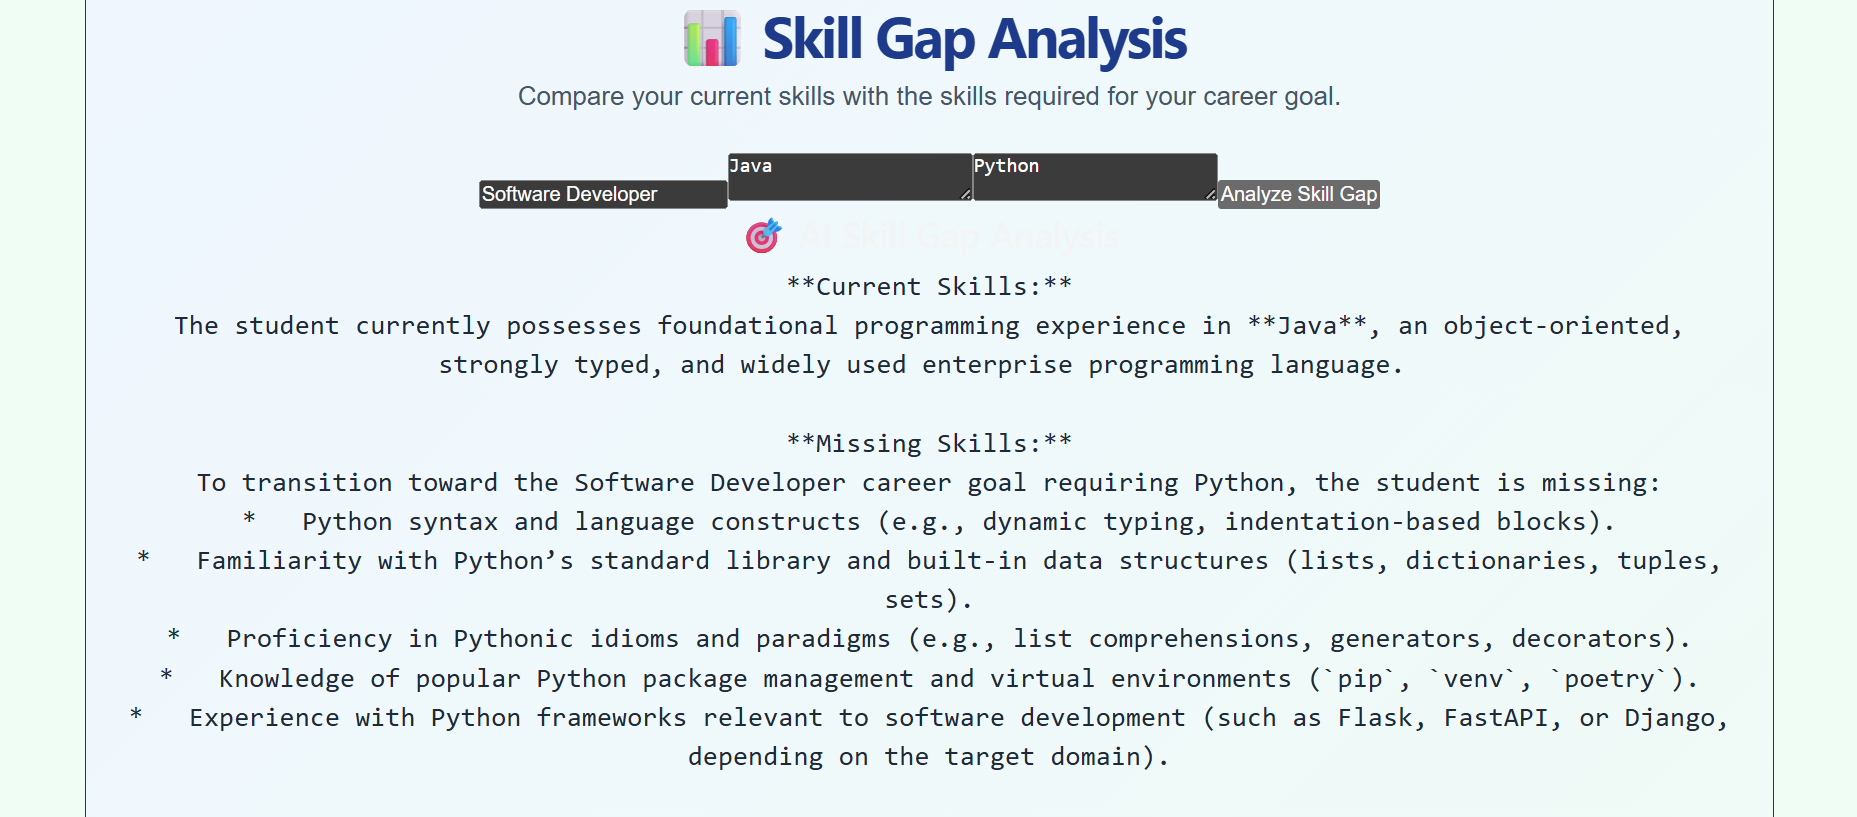 Skill Gap Analysis
Compare your current skills with the skills required for your career goal.
Software Developer
Java
Python
Analyze Skill Gap
AI Skill Gap Analysis
**Current Skills:**
The student currently possesses foundational programming experience in **Java**, an object-oriented,
strongly typed, and widely used enterprise programming language.
**Missing Skills:**
To transition toward the Software Developer career goal requiring Python, the student is missing:
*   Python syntax and language constructs (e.g., dynamic typing, indentation-based blocks).
*   Familiarity with Python’s standard library and built-in data structures (lists, dictionaries, tuples,
sets).
*   Proficiency in Pythonic idioms and paradigms (e.g., list comprehensions, generators, decorators).
*   Knowledge of popular Python package management and virtual environments (`pip`, `venv`, `poetry`).
*   Experience with Python frameworks relevant to software development (such as Flask, FastAPI, or Django,
depending on the target domain).